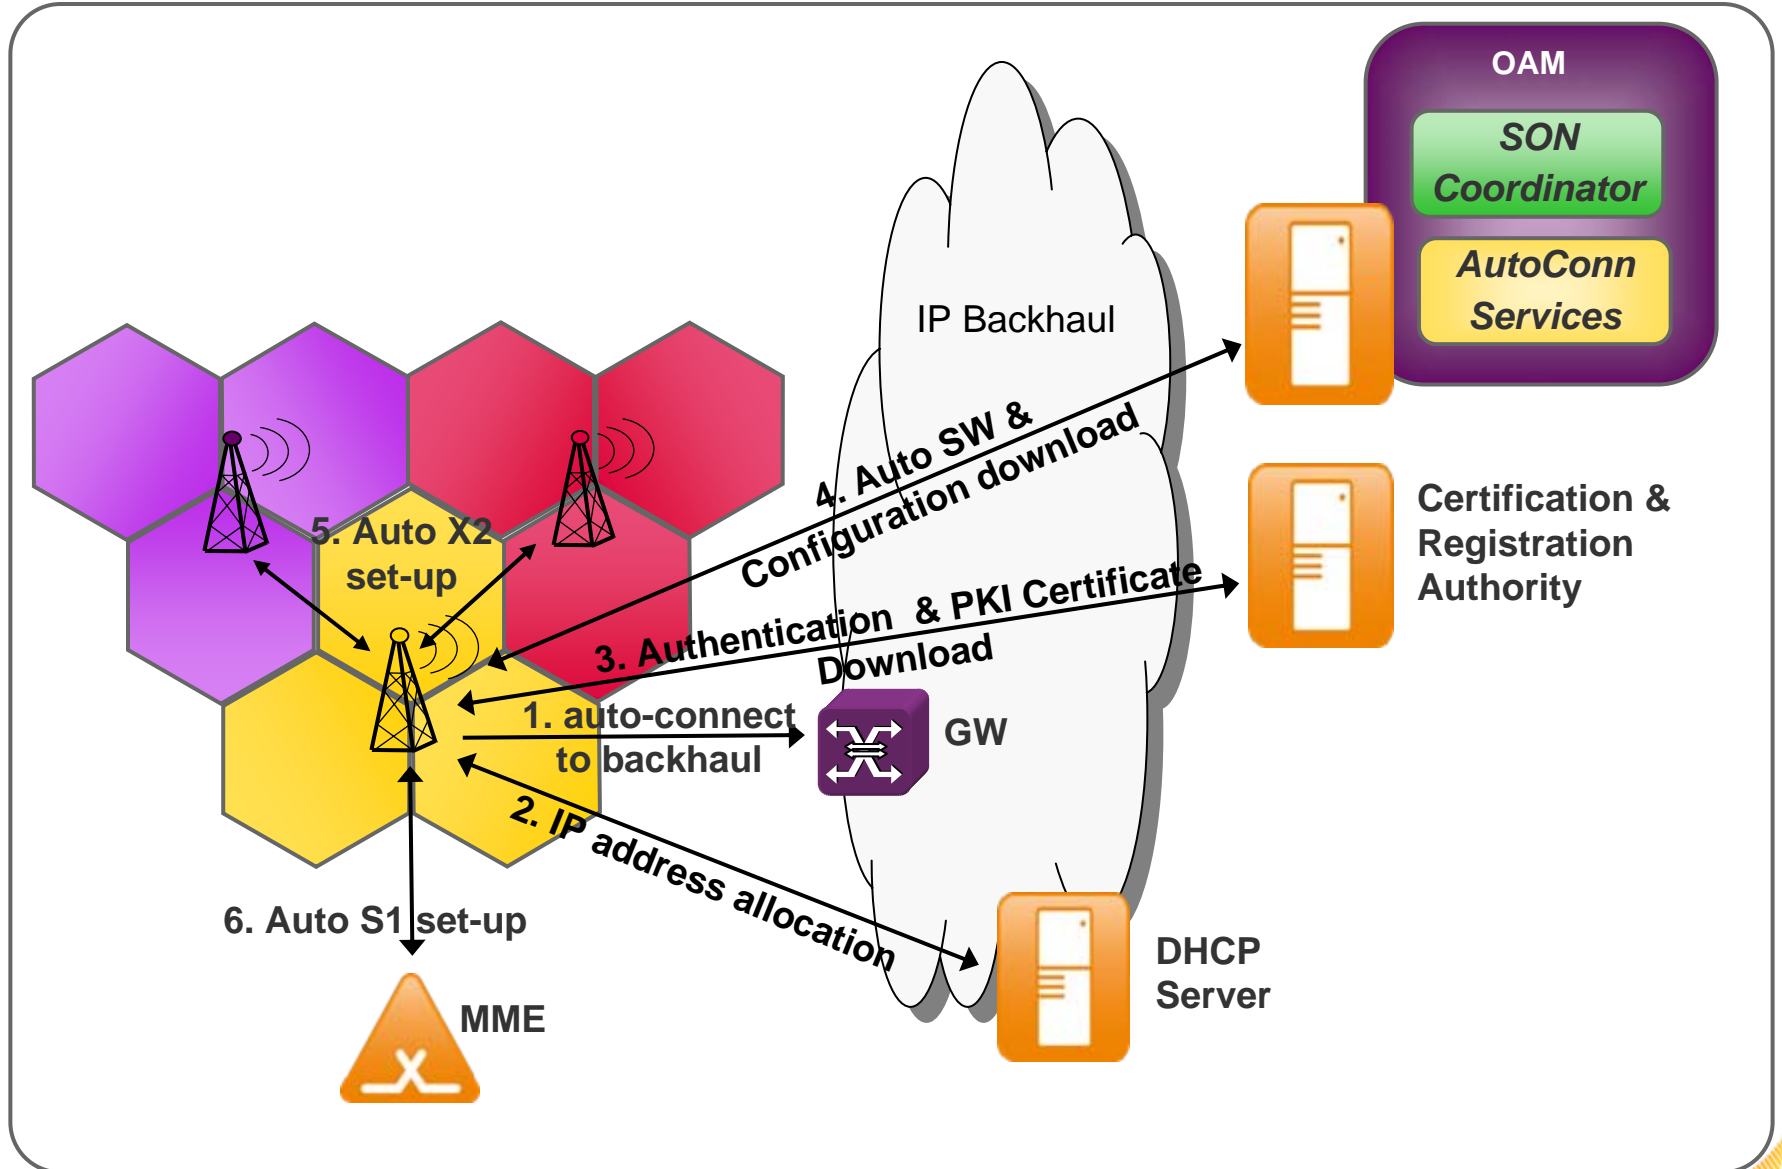 OAM
SON
Coordinator
AutoConn
Services
IP Backhaul
4. Auto SW &
Configuration download
Certification &
Registration
Authority
5. Auto X2
set-up
3. Authentication & PKI Certificate
Download
1. auto-connect
to backhaul
GW
2. IP address allocation
6. Auto S1 set-up
DHCP
Server
MME